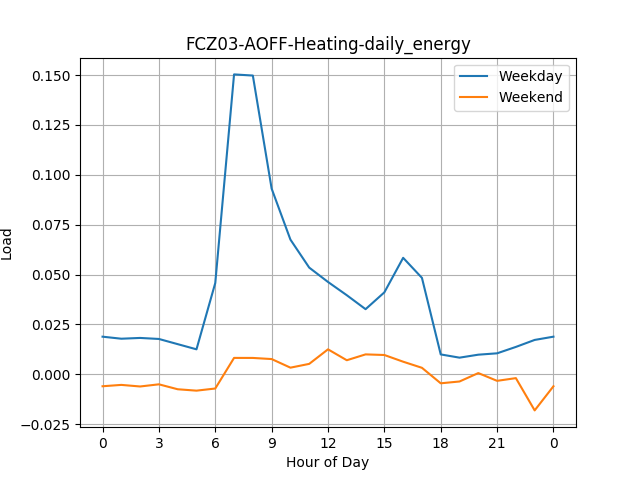 FCZ03-AOFF-Heating-daily_energy
Weekday
Weekend
0.150
0.125
0.100
0.075
0.050
0.025
0.000
−0.025
Load
0 3 6 9 12 15 18 21 0
Hour of Day